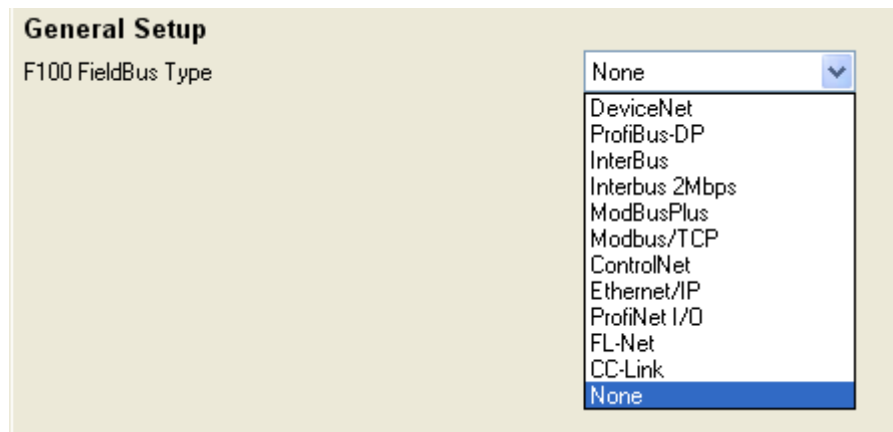 General Setup
F100 FieldBus Type
None
DeviceNet
ProfiBus-DP
InterBus
Interbus 2Mbps
ModBusPlus
Modbus/TCP
ControlNet
Ethernet/IP
ProfiNet I/O
FL-Net
CC-Link
None